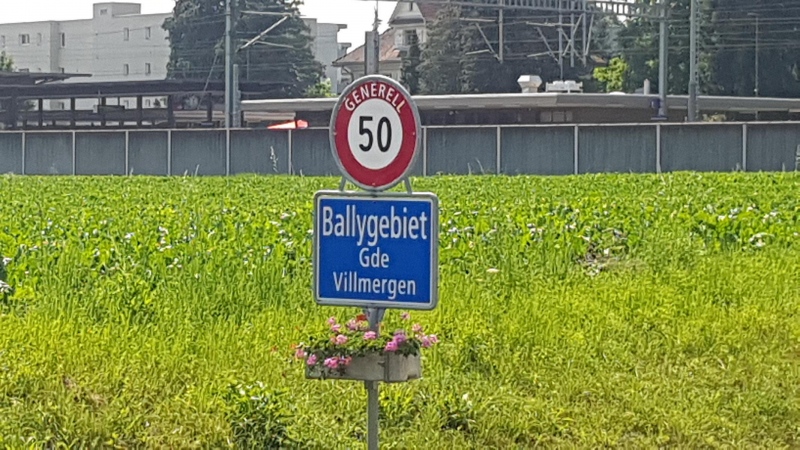 GENERELL
50
Ballygebiet
Gde
Villmergen